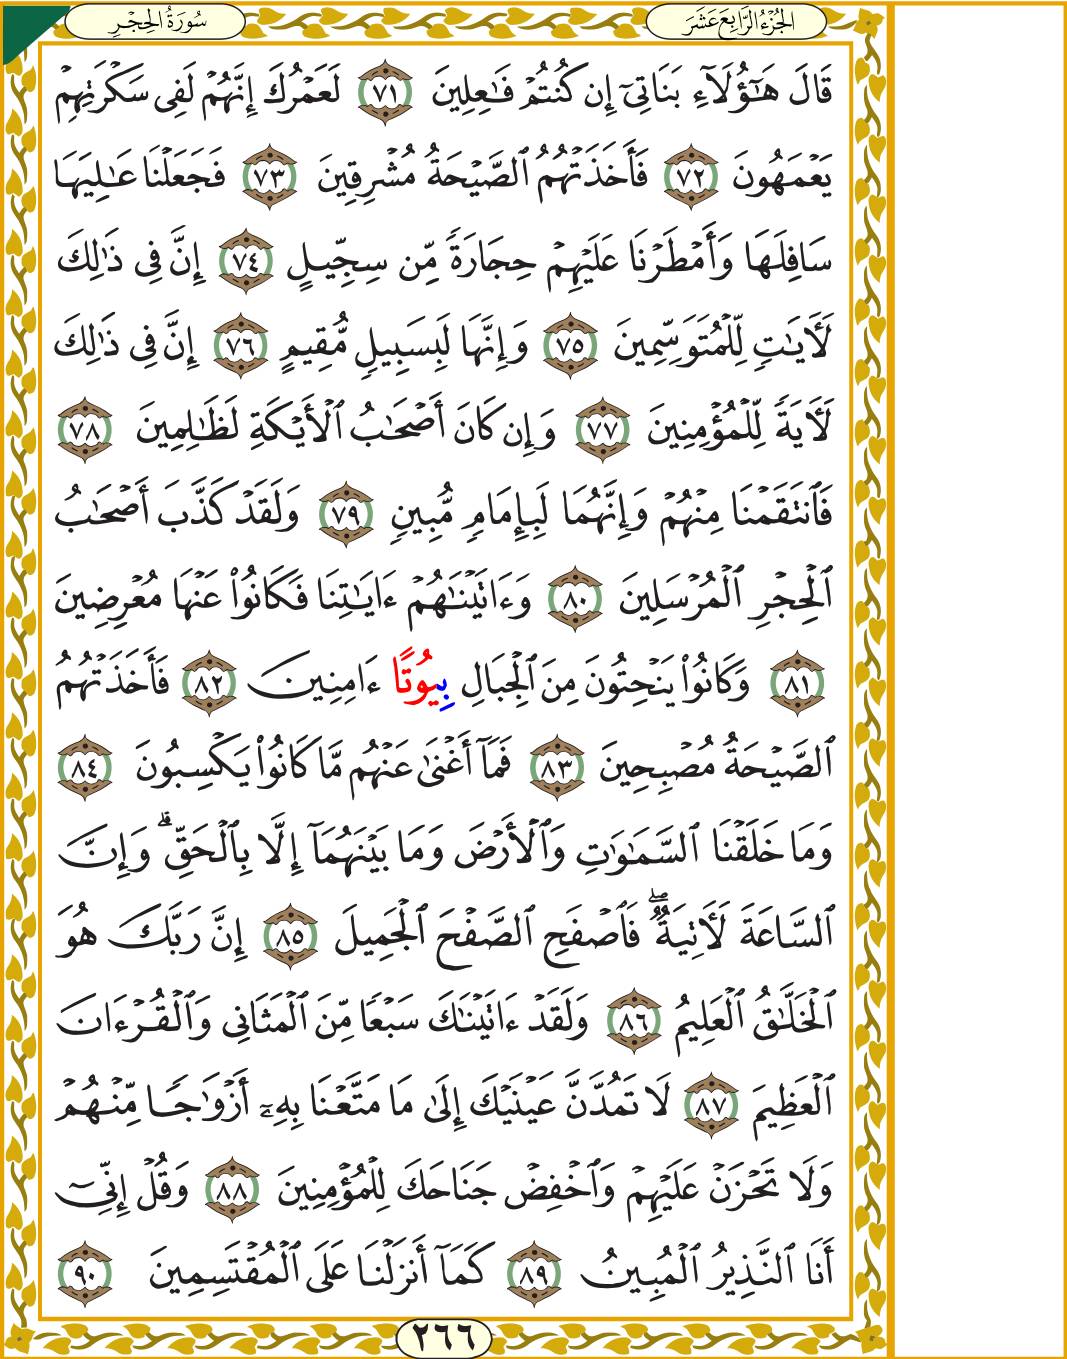 الجُزْءُ الرَّابِعَ عَشَرَ
سُورَةُ الحِجْرِ
قَالَ هَٰٓؤُلَآءِ بَنَاتِيٓ إِن كُنتُمْ فَٰعِلِينَ ٧١ لَعَمْرُكَ إِنَّهُمْ لَفِي سَكْرَتِهِمْ
يَعْمَهُونَ ٧٢ فَأَخَذَتْهُمُ ٱلصَّيْحَةُ مُشْرِقِينَ ٧٣ فَجَعَلْنَا عَٰلِيَهَا
سَافِلَهَا وَأَمْطَرْنَا عَلَيْهِمْ حِجَارَةً مِّن سِجِّيلٍ ٧٤ إِنَّ فِي ذَٰلِكَ
لَأٓيَٰتٍ لِّلْمُتَوَسِّمِينَ ٧٥ وَإِنَّهَا لَبِسَبِيلٍ مُّقِيمٍ ٧٦ إِنَّ فِي ذَٰلِكَ
لَأٓيَةً لِّلْمُؤْمِنِينَ ٧٧ وَإِن كَانَ أَصْحَٰبُ ٱلْأَيْكَةِ لَظَٰلِمِينَ ٧٨
فَٱنتَقَمْنَا مِنْهُمْ وَإِنَّهُمَا لَبِإِمَامٍ مُّبِينٍ ٧٩ وَلَقَدْ كَذَّبَ أَصْحَٰبُ
ٱلْحِجْرِ ٱلْمُرْسَلِينَ ٨٠ وَءَاتَيْنَٰهُمْ ءَايَٰتِنَا فَكَانُوا۟ عَنْهَا مُعْرِضِينَ
٨١ وَكَانُوا۟ يَنْحِتُونَ مِنَ ٱلْجِبَالِ بِيُوتًا ءَامِنِينَ ٨٢ فَأَخَذَتْهُمُ
ٱلصَّيْحَةُ مُصْبِحِينَ ٨٣ فَمَآ أَغْنَىٰ عَنْهُم مَّا كَانُوا۟ يَكْسِبُونَ ٨٤
وَمَا خَلَقْنَا ٱلسَّمَٰوَٰتِ وَٱلْأَرْضَ وَمَا بَيْنَهُمَآ إِلَّا بِٱلْحَقِّۗ وَإِنَّ
ٱلسَّاعَةَ لَأٓتِيَةٌۖ فَٱصْفَحِ ٱلصَّفْحَ ٱلْجَمِيلَ ٨٥ إِنَّ رَبَّكَ هُوَ
ٱلْخَلَّٰقُ ٱلْعَلِيمُ ٨٦ وَلَقَدْ ءَاتَيْنَٰكَ سَبْعًا مِّنَ ٱلْمَثَانِي وَٱلْقُرْءَانَ
ٱلْعَظِيمَ ٨٧ لَا تَمُدَّنَّ عَيْنَيْكَ إِلَىٰ مَا مَتَّعْنَا بِهِۦٓ أَزْوَٰجًا مِّنْهُمْ
وَلَا تَحْزَنْ عَلَيْهِمْ وَٱخْفِضْ جَنَاحَكَ لِلْمُؤْمِنِينَ ٨٨ وَقُلْ إِنِّيٓ
أَنَا ٱلنَّذِيرُ ٱلْمُبِينُ ٨٩ كَمَآ أَنزَلْنَا عَلَى ٱلْمُقْتَسِمِينَ ٩٠
٢٦٦